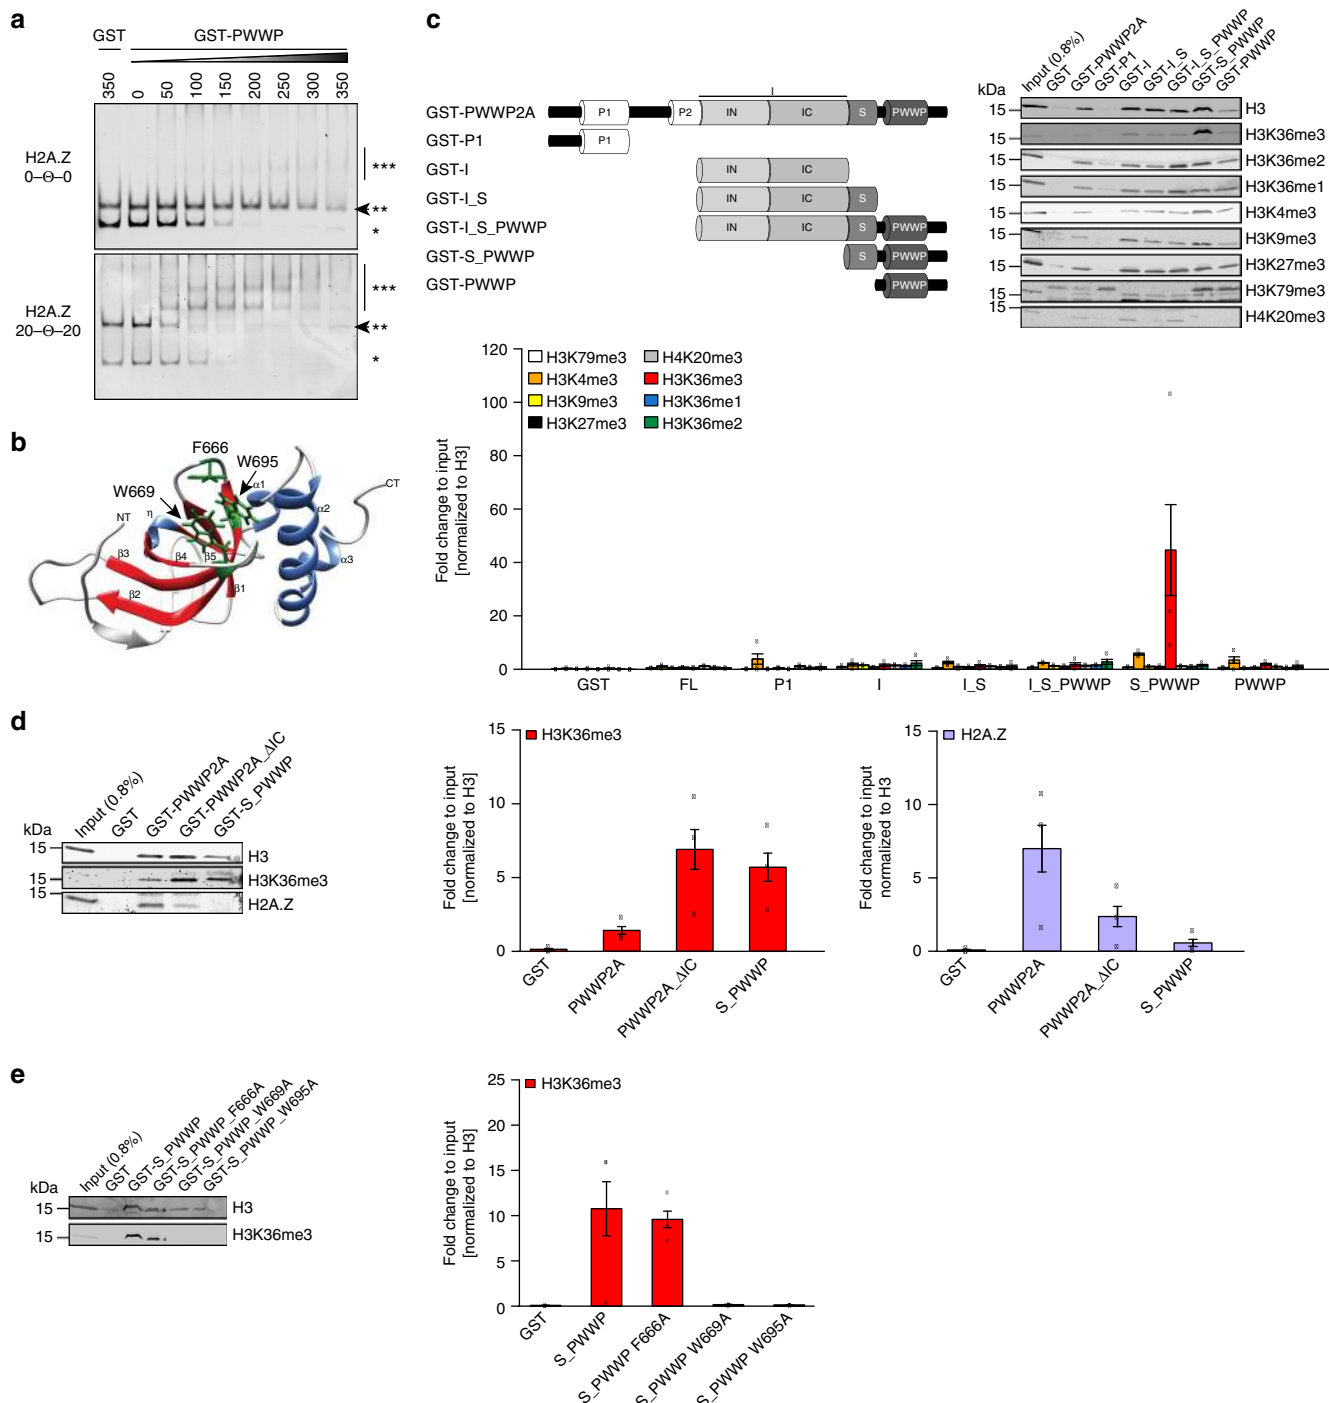 a
GST
GST-PWWP
350
0
50
100
150
200
250
300
350
H2A.Z
0–Θ–0
***
**
*
H2A.Z
20–Θ–20
***
**
*
b
F666
W695
W669
α1
CT
NT
η
α2
β3
β4
β5
α3
β1
β2
c
I
GST-PWWP2A
P1
P2
IN
IC
S
PWWP
GST-P1
P1
GST-I
IN
IC
GST-I_S
IN
IC
S
GST-I_S_PWWP
IN
IC
S
PWWP
GST-S_PWWP
S
PWWP
GST-PWWP
PWWP
kDa
Input (0.8%)
GST
GST-PWWP2A
GST-P1
GST-I
GST-I_S
GST-I_S_PWWP
GST-S_PWWP
GST-PWWP
15
H3
15
H3K36me3
15
H3K36me2
15
H3K36me1
15
H3K4me3
15
H3K9me3
15
H3K27me3
15
H3K79me3
15
H4K20me3
Fold change to input
[normalized to H3]
120
100
80
60
40
20
0
H3K79me3
H4K20me3
H3K4me3
H3K36me3
H3K9me3
H3K36me1
H3K27me3
H3K36me2
GST
FL
P1
I
I_S
I_S_PWWP
S_PWWP
PWWP
d
kDa
Input (0.8%)
GST
GST-PWWP2A
GST-PWWP2A_ΔIC
GST-S_PWWP
15
H3
15
H3K36me3
15
H2A.Z
Fold change to input
[normalized to H3]
15
10
5
0
H3K36me3
GST
PWWP2A
PWWP2A_ΔIC
S_PWWP
Fold change to input
normalized to H3]
15
10
5
0
H2A.Z
GST
PWWP2A
PWWP2A_ΔIC
S_PWWP
e
kDa
Input (0.8%)
GST
GST-S_PWWP
GST-S_PWWP_F666A
GST-S_PWWP_W669A
GST-S_PWWP_W695A
15
H3
15
H3K36me3
Fold change to input
[normalized to H3]
25
20
15
10
5
0
H3K36me3
GST
S_PWWP
S_PWWP F666A
S_PWWP W669A
S_PWWP W695A